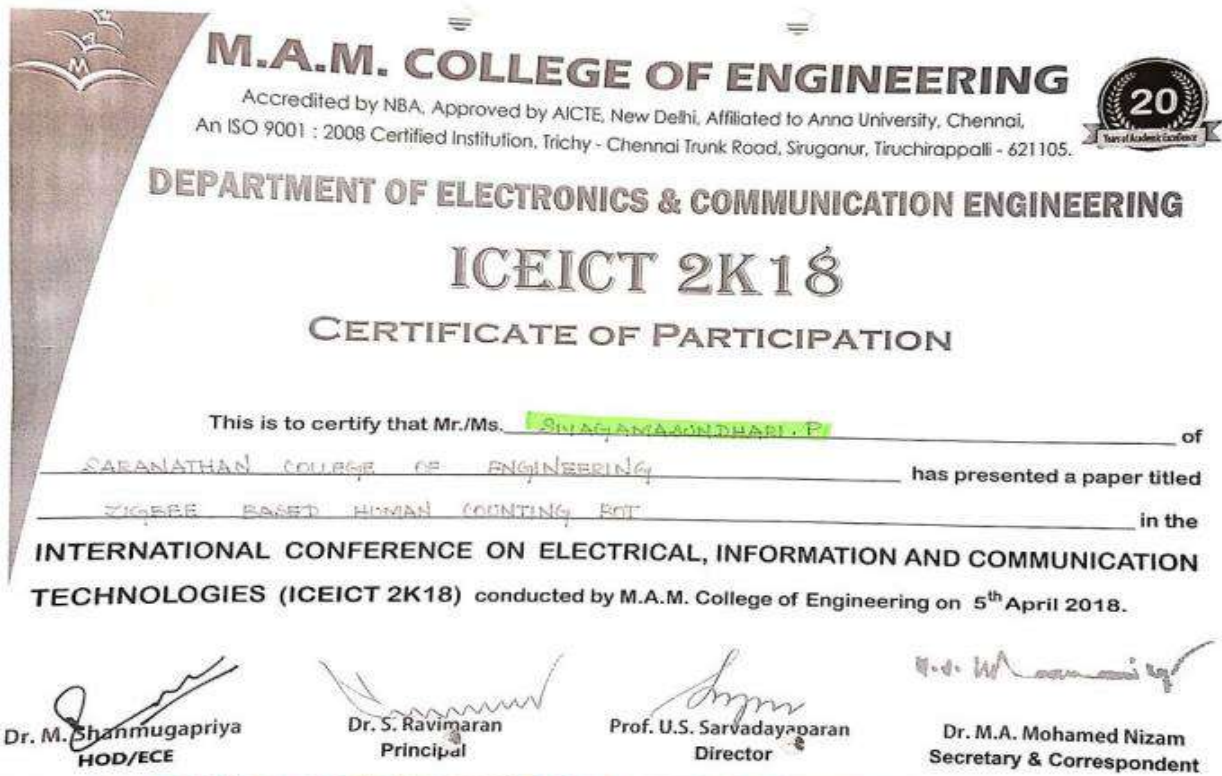 M
M.A.M. COLLEGE OF ENGINEERING
Accredited by NBA, Approved by AICTE, New Delhi, Affiliated to Anna University, Chennai,
An ISO 9001 : 2008 Certified Institution, Trichy - Chennai Trunk Road, Siruganur, Tiruchirappalli - 621105.
20
Years of Academic Excellence
DEPARTMENT OF ELECTRONICS & COMMUNICATION ENGINEERING
ICEICT 2K18
CERTIFICATE OF PARTICIPATION
This is to certify that Mr./Ms. SIVAGAMASUNDHARI . P of
SARANATHAN COLLEGE OF ENGINEERING has presented a paper titled
ZIGBEE BASED HUMAN COUNTING BOT in the
INTERNATIONAL CONFERENCE ON ELECTRICAL, INFORMATION AND COMMUNICATION
TECHNOLOGIES (ICEICT 2K18) conducted by M.A.M. College of Engineering on 5th April 2018.
Dr. M. Shanmugapriya
HOD/ECE
Dr. S. Ravimaran
Principal
Prof. U.S. Sarvadayaparan
Director
Dr. M.A. Mohamed Nizam
Secretary & Correspondent